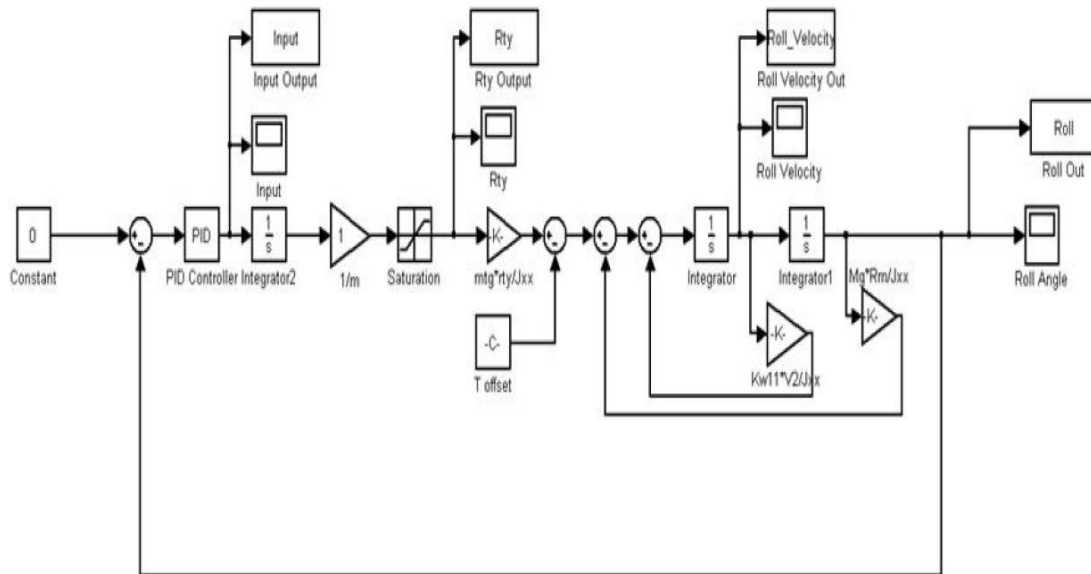 Input
Input Output
Rty
Rty Output
Roll_Velocity
Roll Velocity Out
Roll
Roll Out
Input
Rty
Roll Velocity
0
Constant
PID
PID Controller
1
s
Integrator2
1
1/m
Saturation
-K-
mtg*rty/Jxx
1
s
Integrator
1
s
Integrator1
Mg*Rm/Jxx
-K-
Roll Angle
-C-
T offset
-K-
Kw11*V2/Jxx